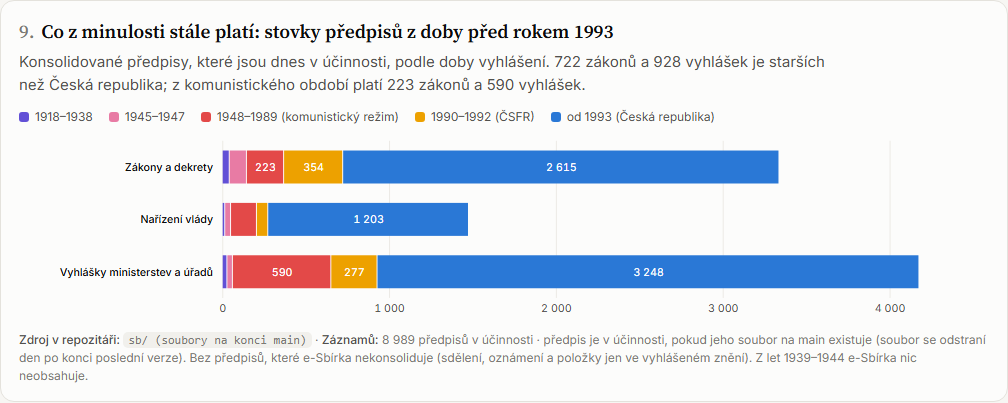 9. Co z minulosti stále platí: stovky předpisů z doby před rokem 1993
Konsolidované předpisy, které jsou dnes v účinnosti, podle doby vyhlášení. 722 zákonů a 928 vyhlášek je starších
než Česká republika; z komunistického období platí 223 zákonů a 590 vyhlášek.
1918–1938 1945–1947 1948–1989 (komunistický režim) 1990–1992 (ČSFR) od 1993 (Česká republika)
Zákony a dekrety 223 354 2 615
Nařízení vlády 1 203
Vyhlášky ministerstev a úřadů 590 277 3 248
0 1 000 2 000 3 000 4 000
Zdroj v repozitáři: sb/ (soubory na konci main) · Záznamů: 8 989 předpisů v účinnosti · předpis je v účinnosti, pokud jeho soubor na main existuje (soubor se odstraní
den po konci poslední verze). Bez předpisů, které e-Sbírka nekonsoliduje (sdělení, oznámení a položky jen ve vyhlášeném znění). Z let 1939–1944 e-Sbírka nic
neobsahuje.